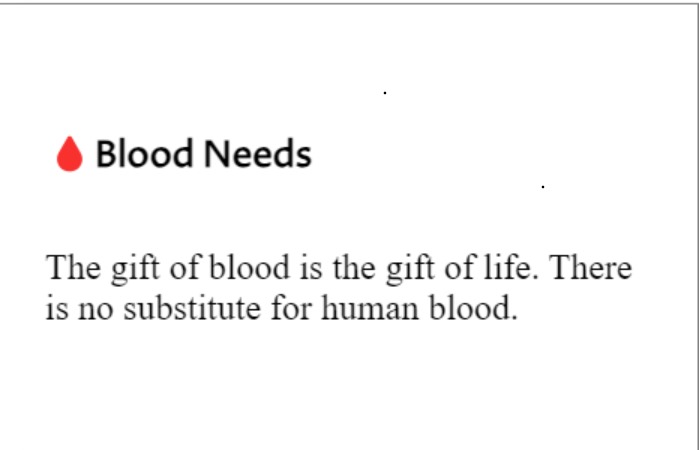 Blood Needs
The gift of blood is the gift of life. There
is no substitute for human blood.